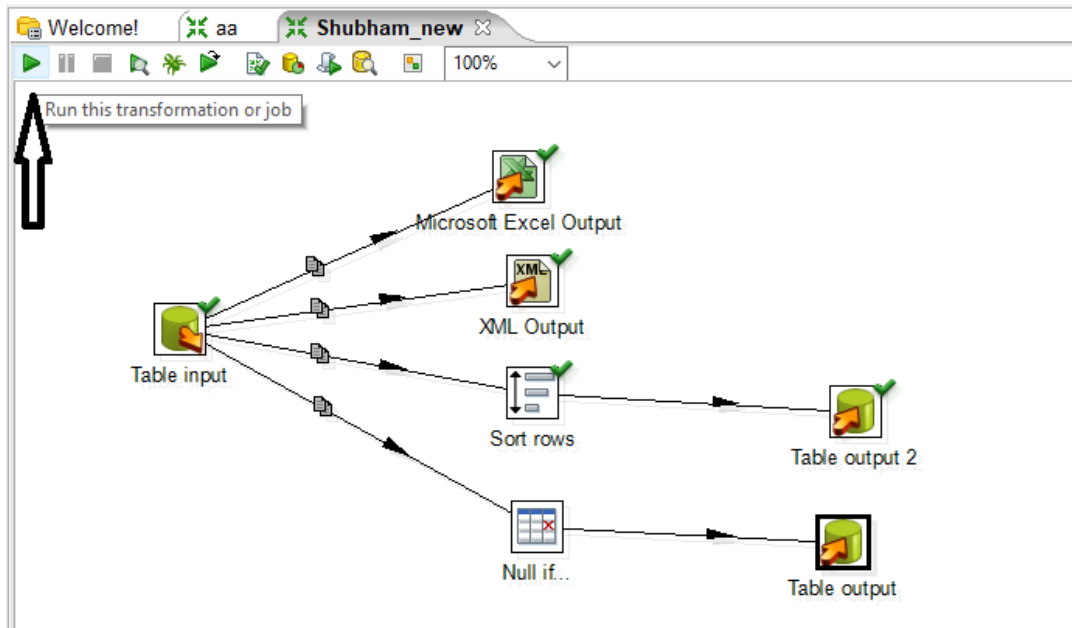 Welcome! aa Shubham_new
100%
Run this transformation or job
Microsoft Excel Output
XML
XML Output
Table input
Sort rows
Table output 2
Null if...
Table output